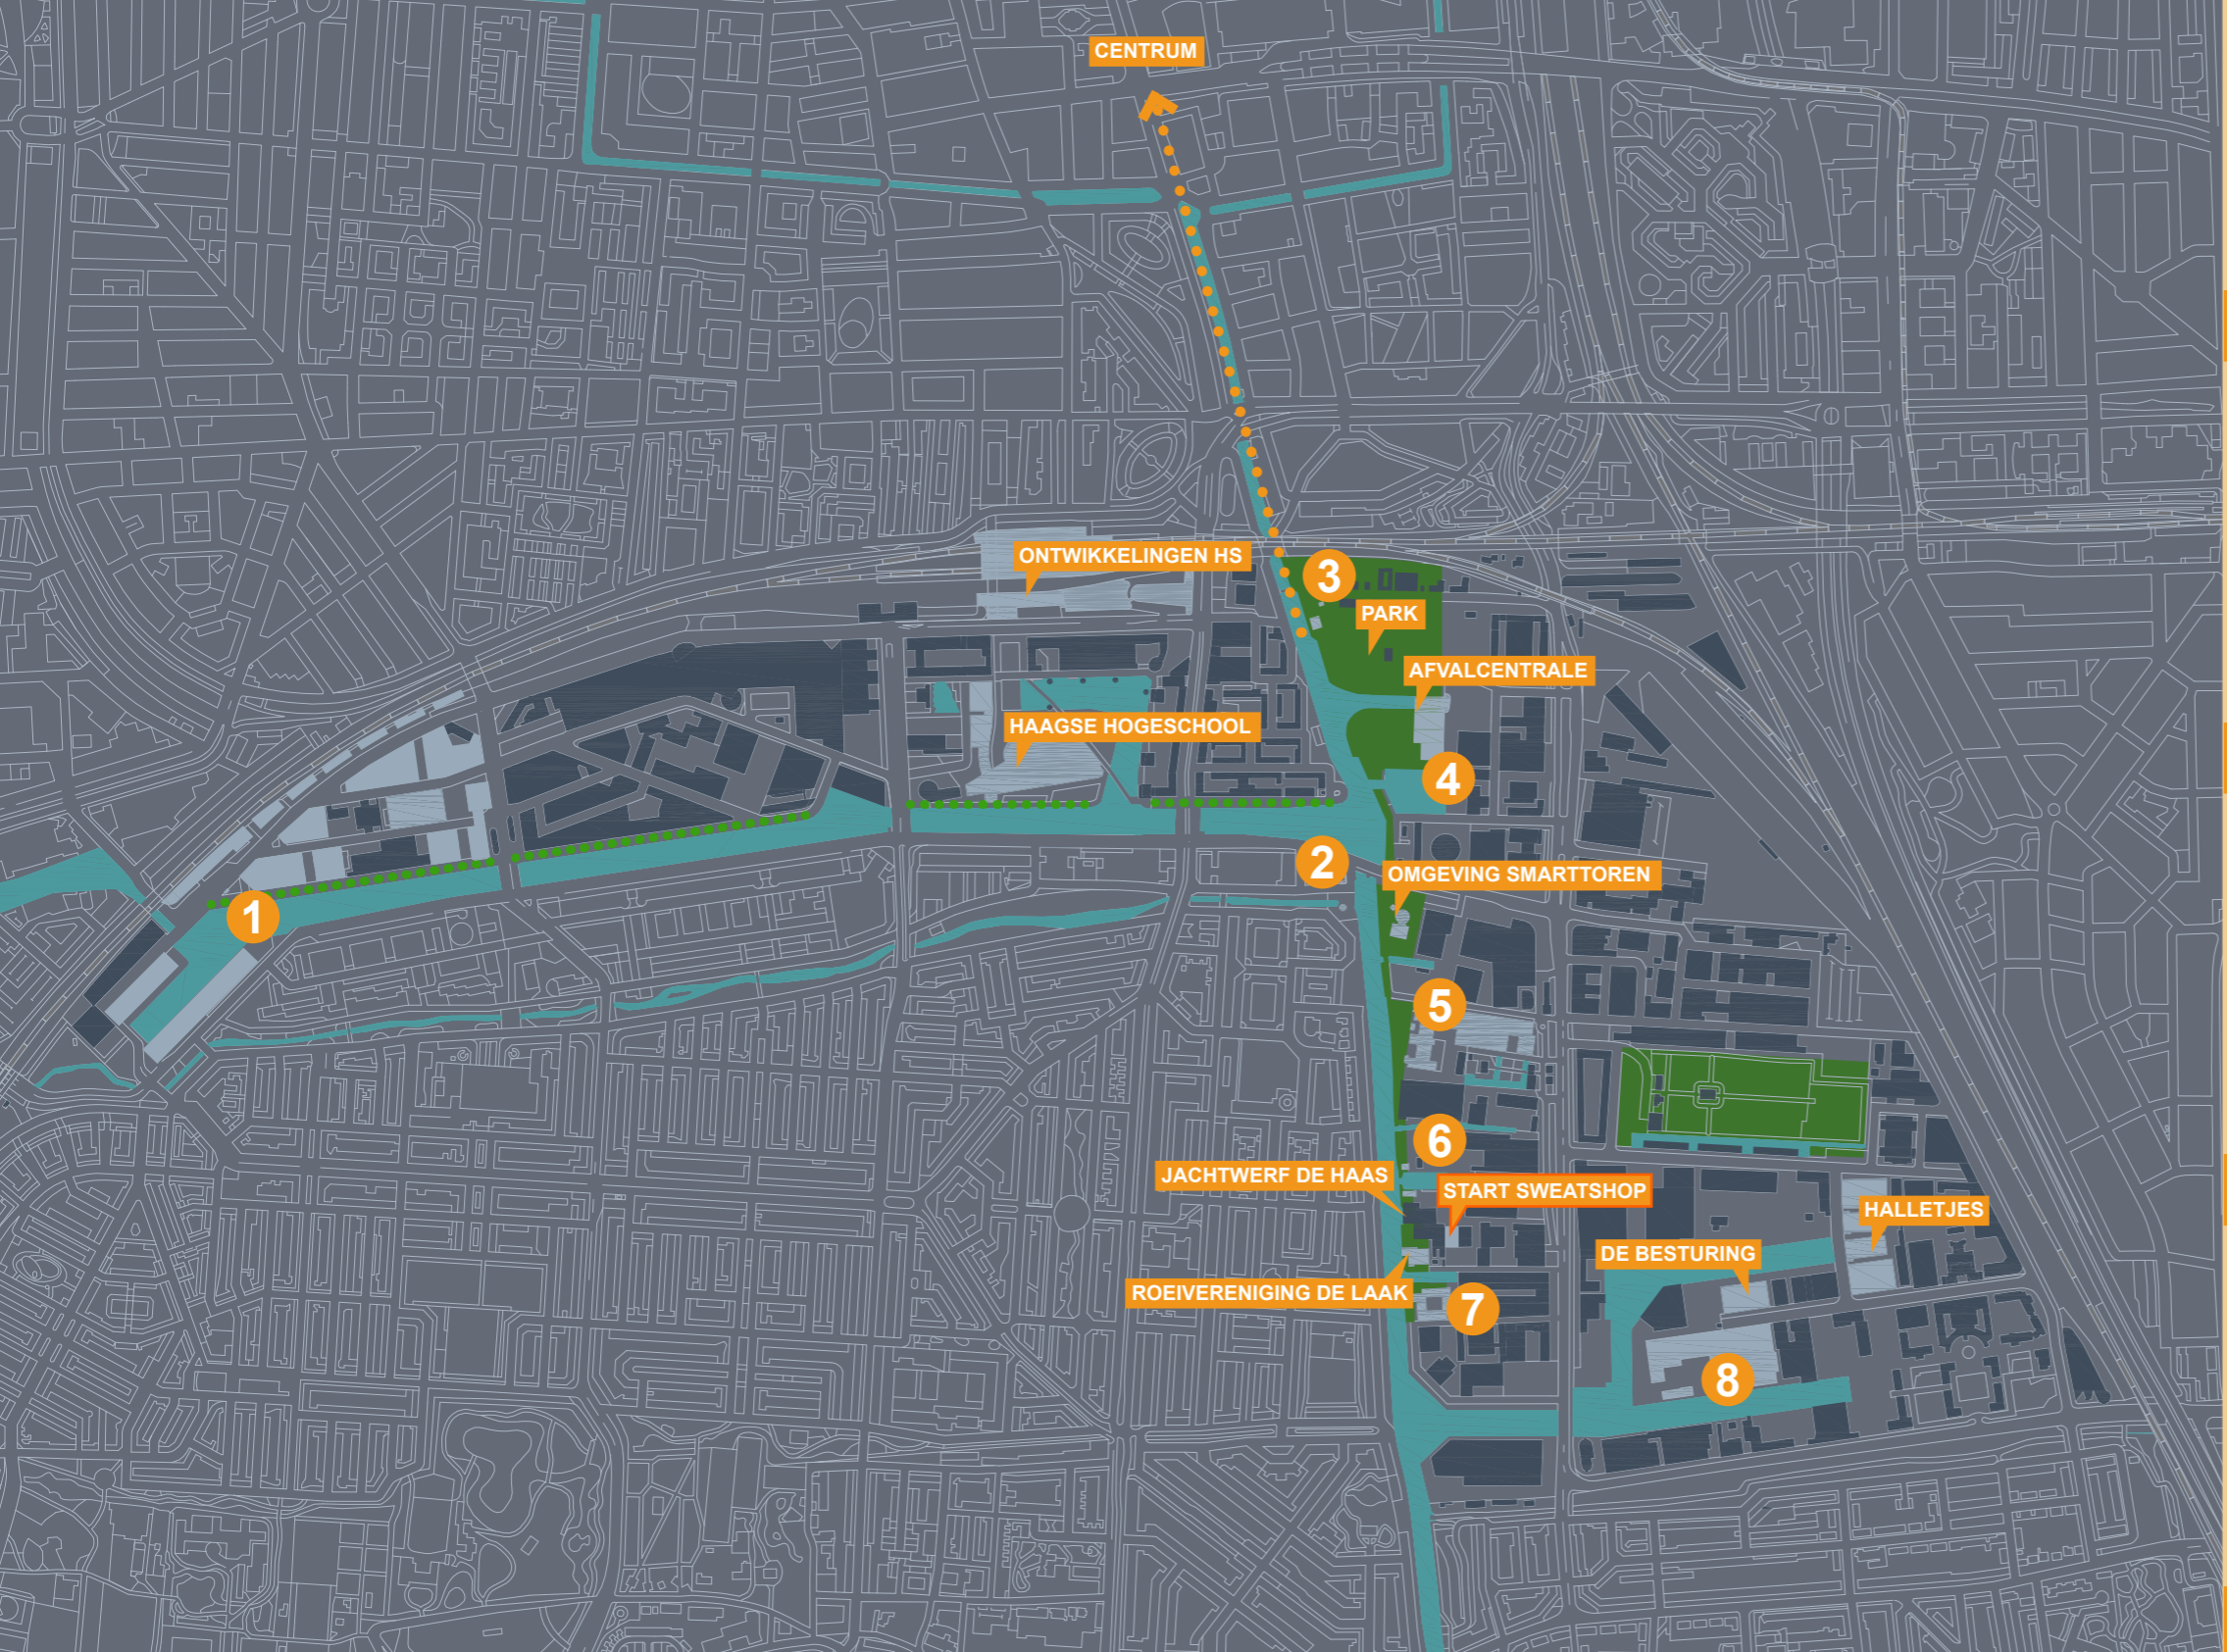 CENTRUM
ONTWIKKELINGEN HS
3
PARK
AFVALCENTRALE
HAAGSE HOGESCHOOL
4
2
OMGEVING SMARTTOREN
1
5
6
JACHTWERF DE HAAS
START SWEATSHOP
HALLETJES
DE BESTURING
ROEIVERENIGING DE LAAK
7
8